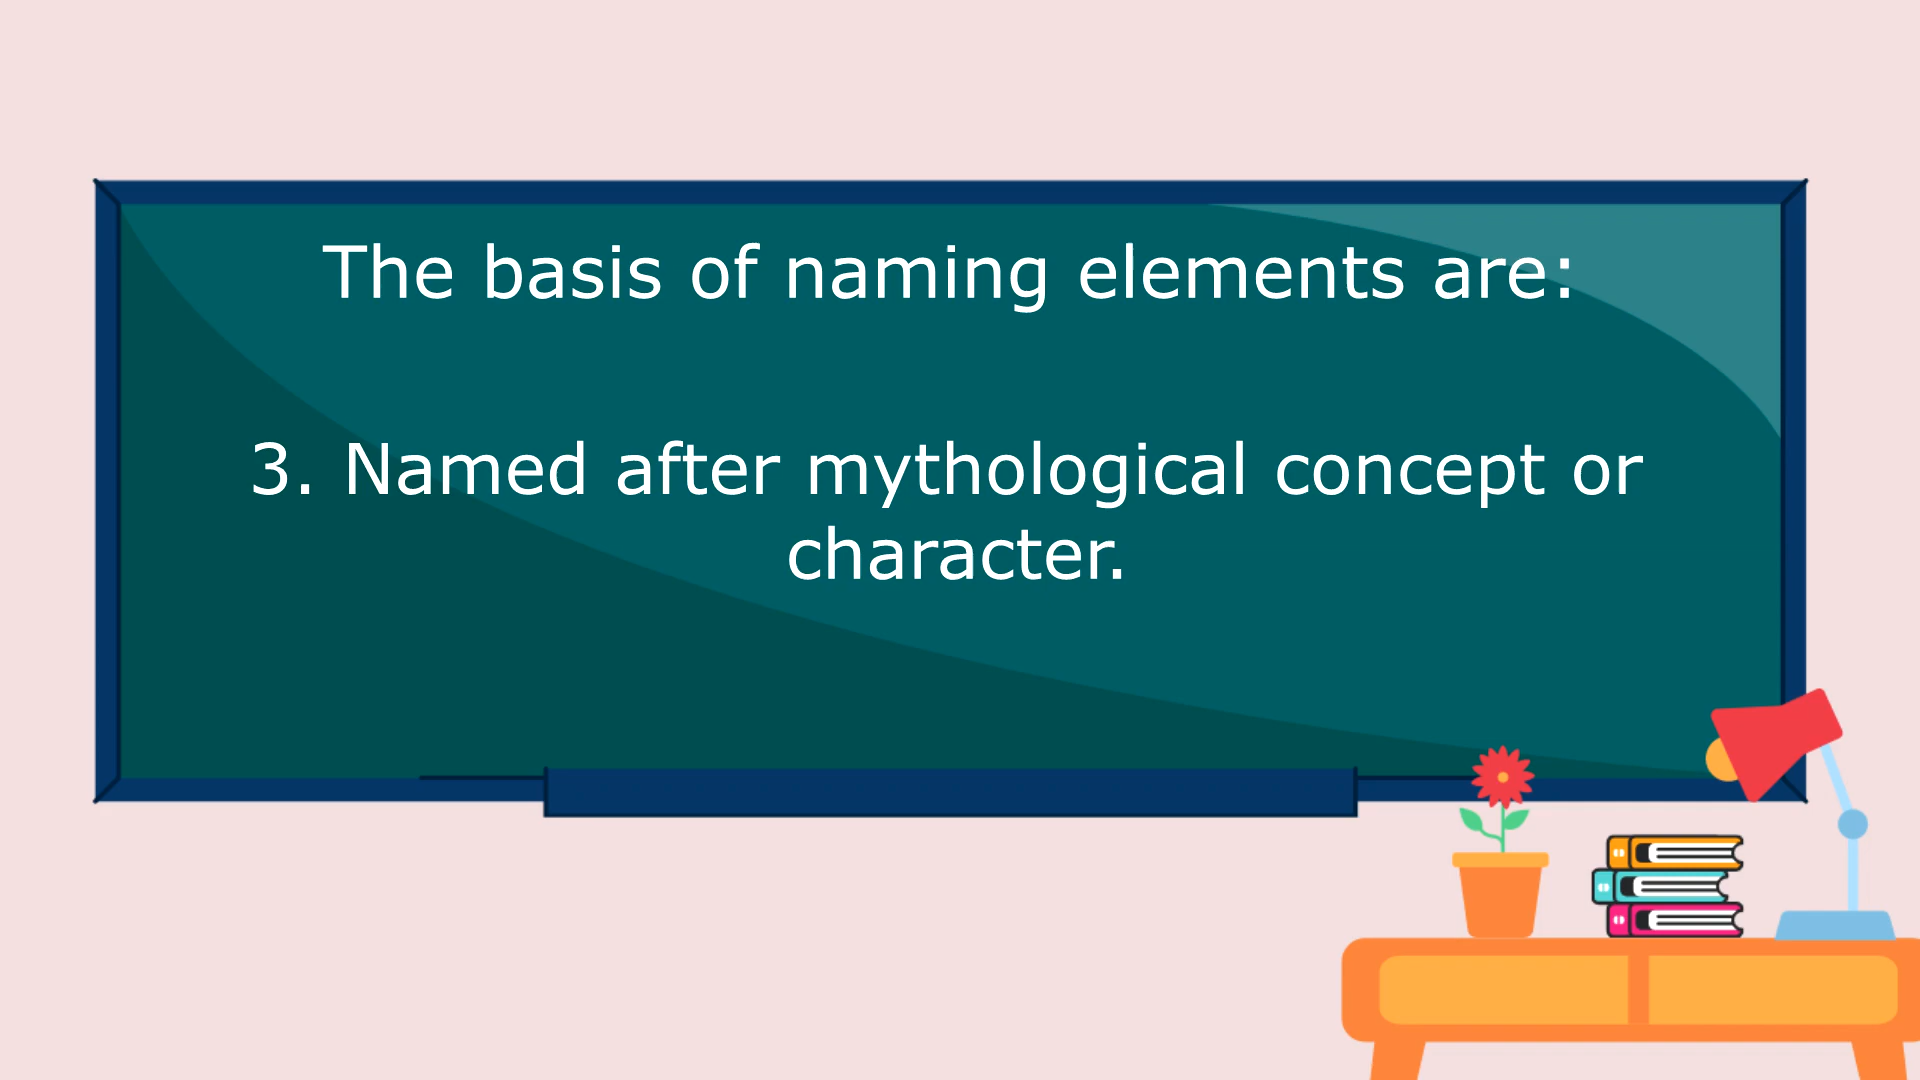 The basis of naming elements are:
3. Named after mythological concept or
character.